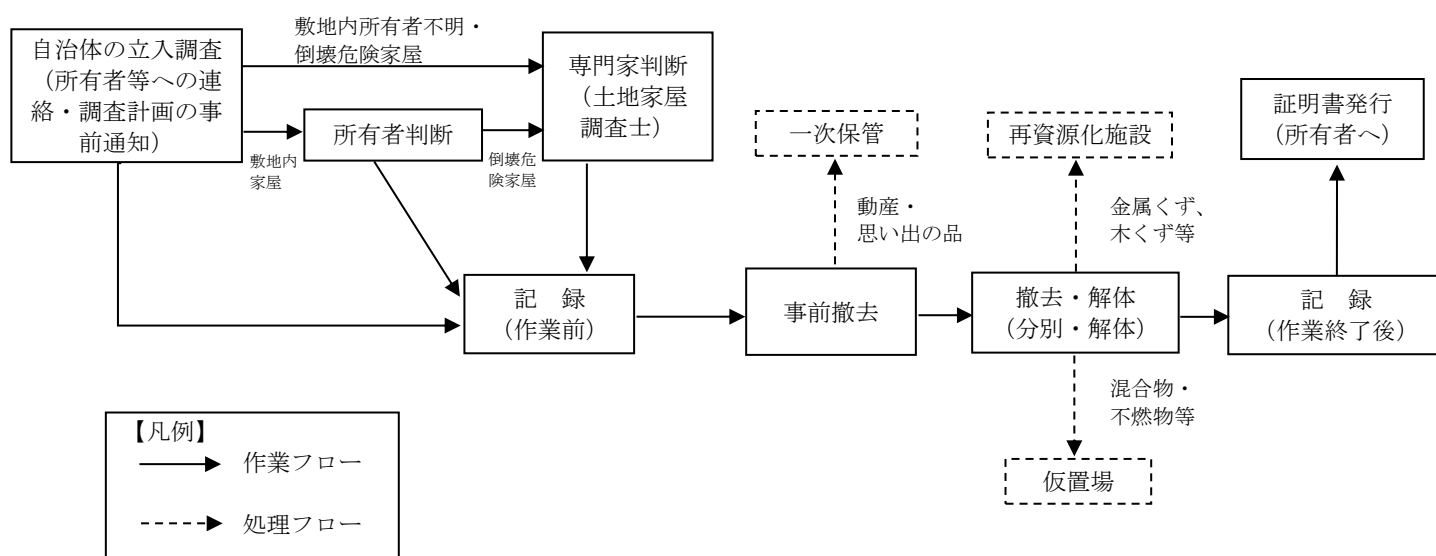 敷地内所有者不明・
倒壊危険家屋
自治体の立入調査
（所有者等への連
絡・調査計画の事
前通知）
専門家判断
（土地家屋
調査士）
所有者判断
敷地内
家屋
倒壊危
険家屋
一次保管
再資源化施設
証明書発行
（所有者へ）
動産・
思い出の品
金属くず、
木くず等
記　録
（作業前）
事前撤去
撤去・解体
（分別・解体）
記　録
（作業終了後）
混合物・
不燃物等
仮置場
【凡例】
作業フロー
処理フロー